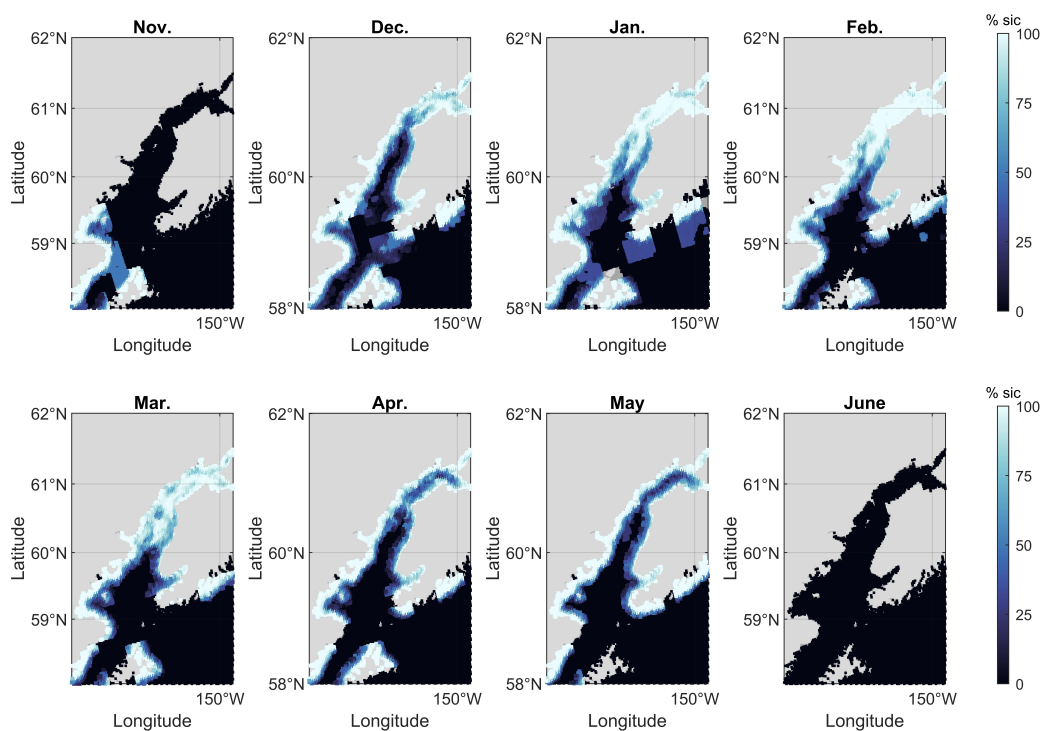 % sic
Nov. Dec. Jan. Feb.
62°N 62°N 62°N 62°N 100
61°N 61°N 61°N 61°N 75
60°N 60°N 60°N 60°N 50
59°N 59°N 59°N 59°N 25
58°N 58°N 58°N 0
150°W 150°W 150°W 150°W
Latitude Latitude Latitude Latitude
Longitude Longitude Longitude Longitude
% sic
Mar. Apr. May June
62°N 62°N 62°N 62°N 100
61°N 61°N 61°N 61°N 75
60°N 60°N 60°N 60°N 50
59°N 59°N 59°N 59°N 25
58°N 58°N 58°N 0
150°W 150°W 150°W 150°W
Latitude Latitude Latitude Latitude
Longitude Longitude Longitude Longitude